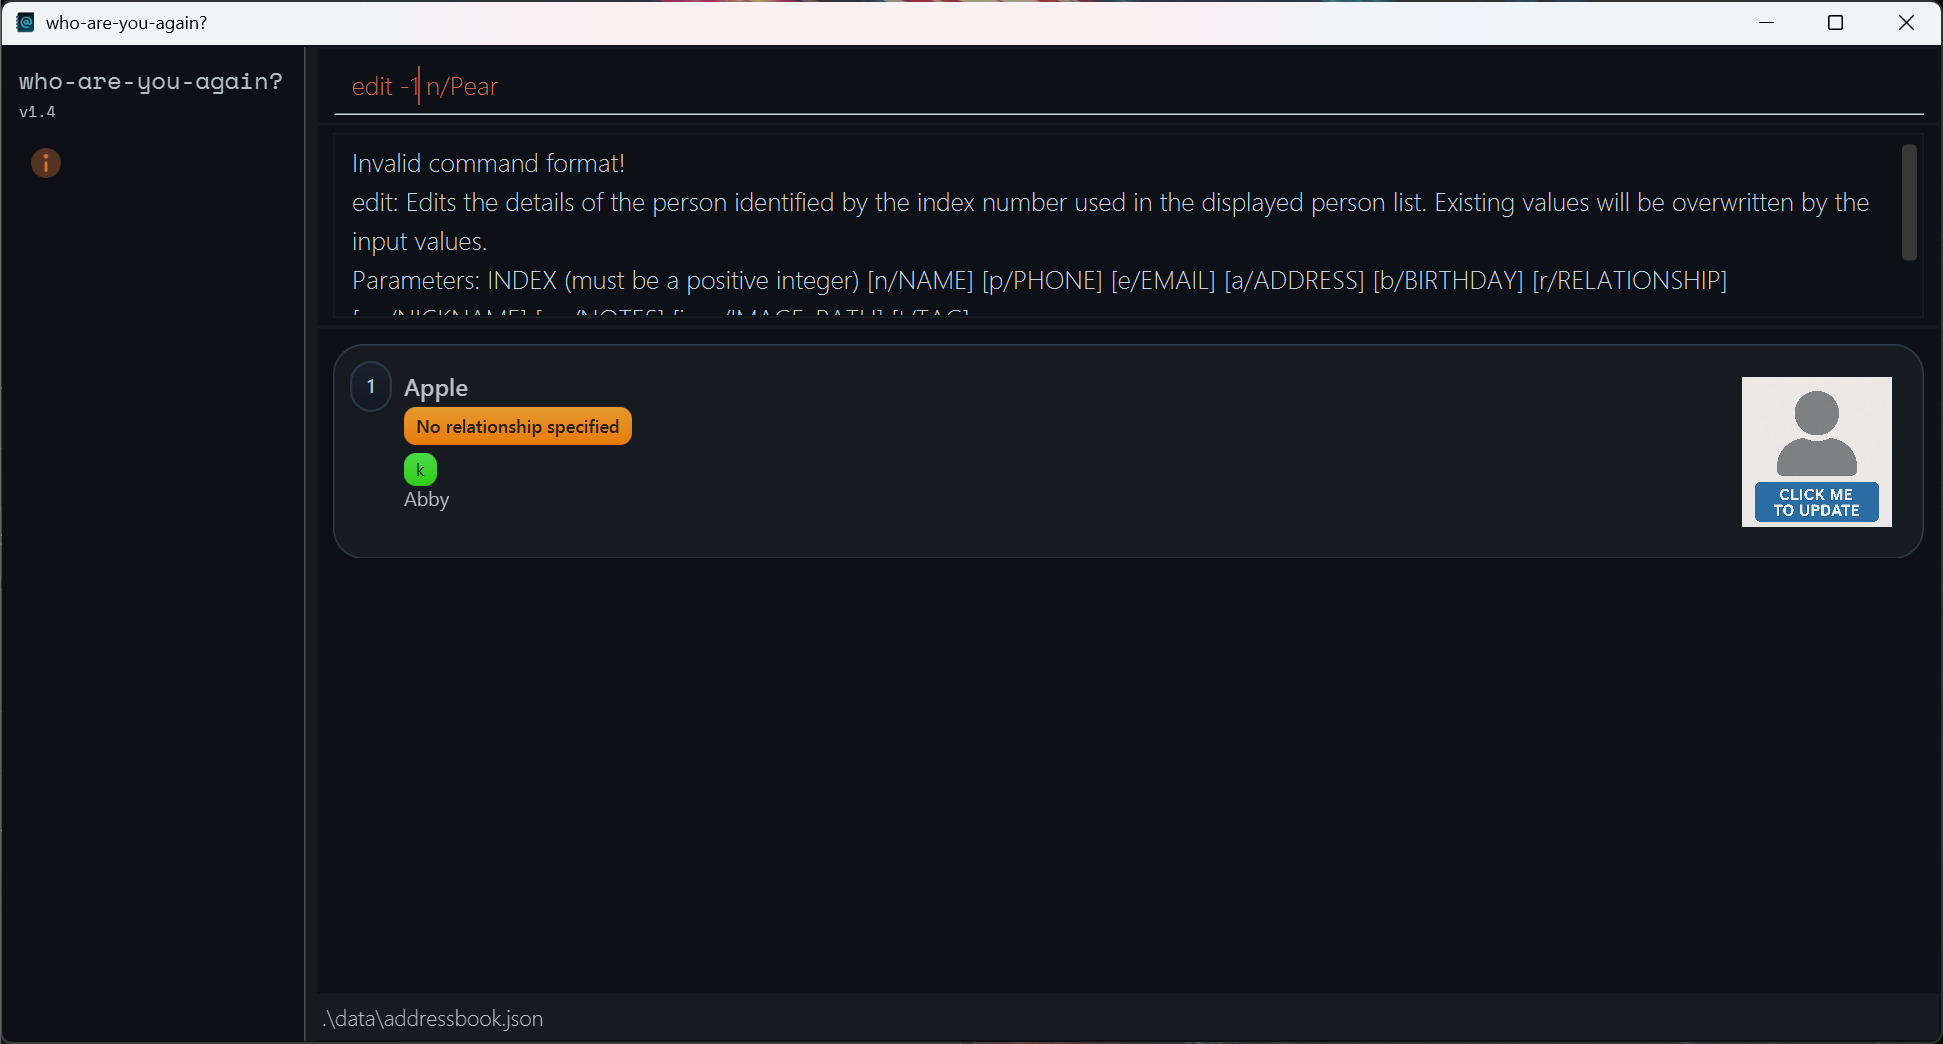 who-are-you-again?
who-are-you-again?
v1.4
edit -1 n/Pear
Invalid command format!
edit: Edits the details of the person identified by the index number used in the displayed person list. Existing values will be overwritten by the
input values.
Parameters: INDEX (must be a positive integer) [n/NAME] [p/PHONE] [e/EMAIL] [a/ADDRESS] [b/BIRTHDAY] [r/RELATIONSHIP]
1
Apple
No relationship specified
k
Abby
CLICK ME
TO UPDATE
.\data\addressbook.json